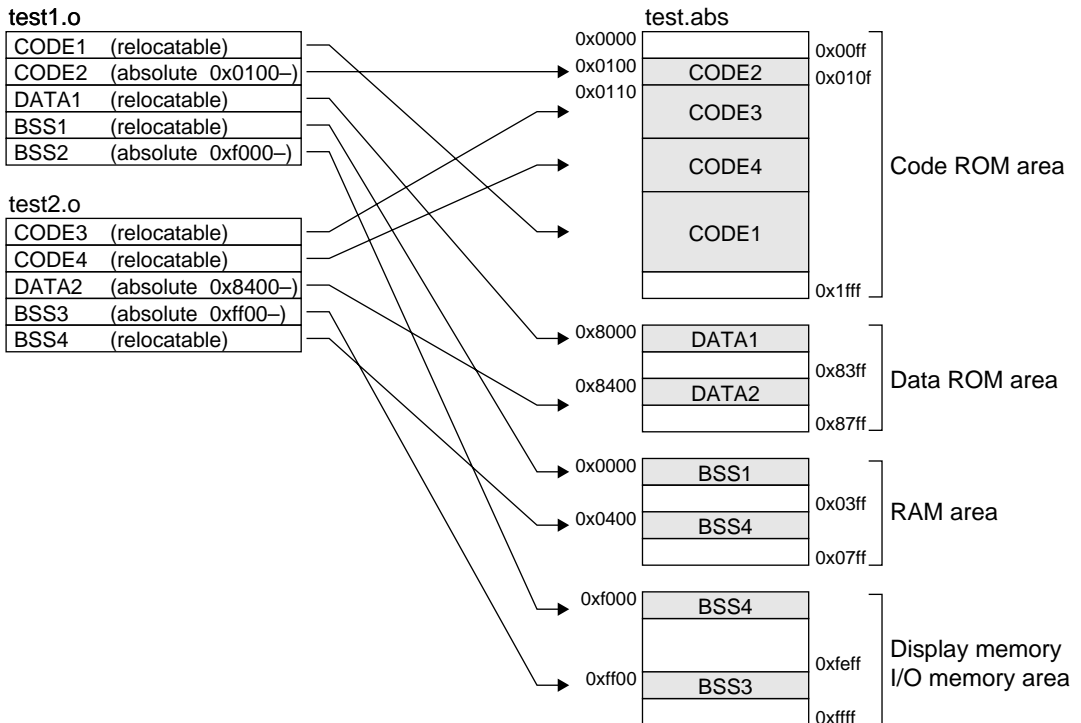 test1.o
CODE1 (relocatable)
CODE2 (absolute 0x0100–)
DATA1 (relocatable)
BSS1 (relocatable)
BSS2 (absolute 0xf000–)
test2.o
CODE3 (relocatable)
CODE4 (relocatable)
DATA2 (absolute 0x8400–)
BSS3 (absolute 0xff00–)
BSS4 (relocatable)
test.abs
0x0000
0x00ff
0x0100
CODE2
0x010f
0x0110
CODE3
CODE4
CODE1
0x1fff
Code ROM area
0x8000
DATA1
0x83ff
0x8400
DATA2
0x87ff
Data ROM area
0x0000
BSS1
0x03ff
0x0400
BSS4
0x07ff
RAM area
0xf000
BSS4
0xfeff
0xff00
BSS3
0xffff
Display memory
I/O memory area